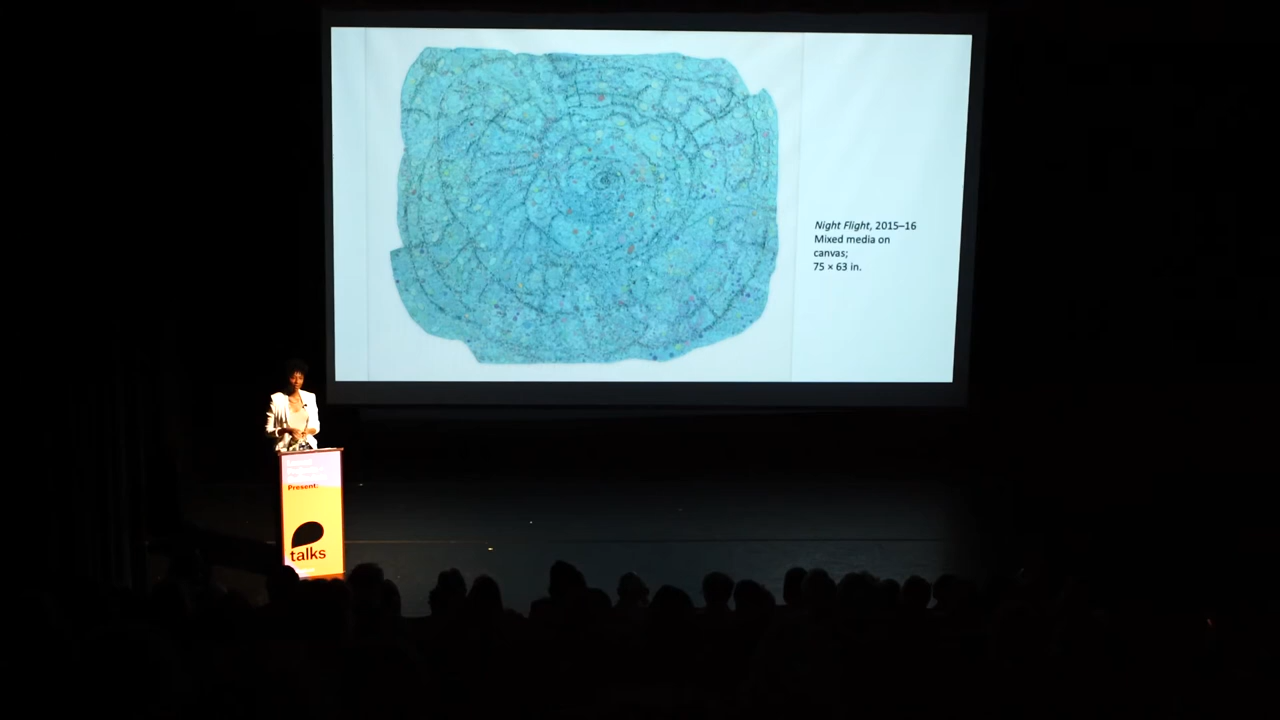 Night Flight, 2015–16
Mixed media on
canvas;
75 × 63 in.
Present:
talks